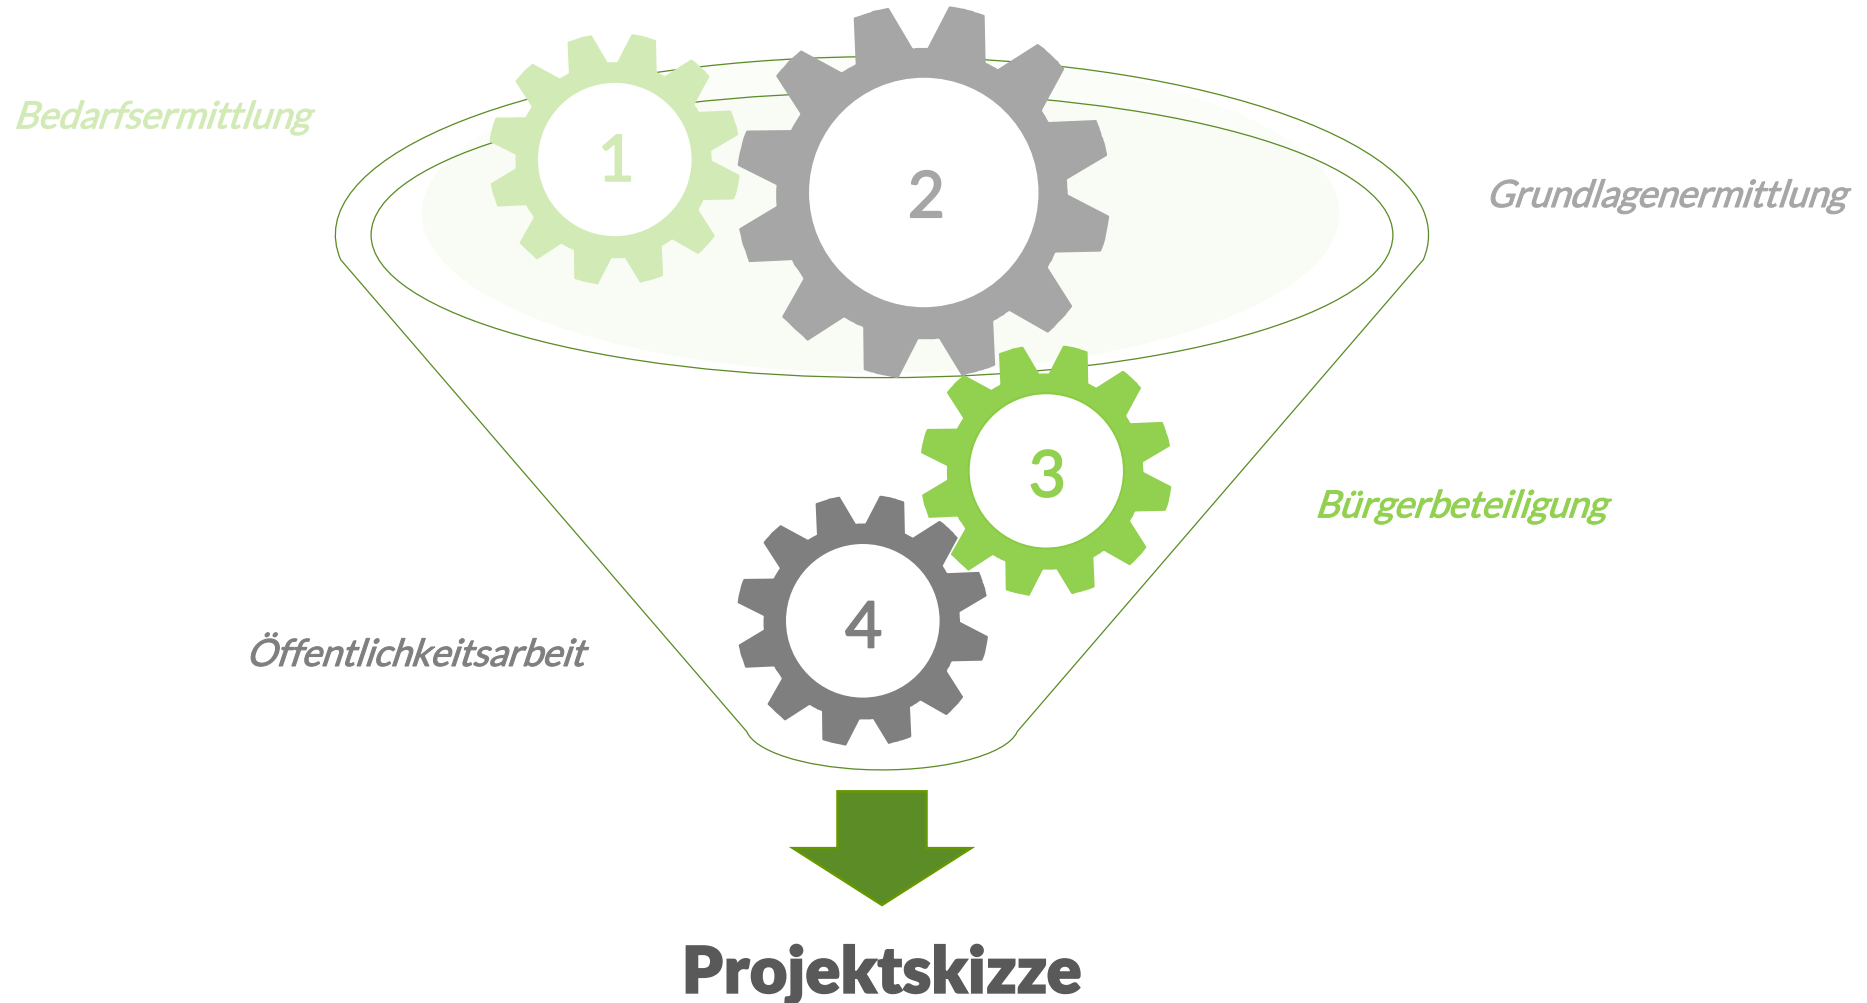 Bedarfsermittlung
1
2
Grundlagenermittlung
3
Bürgerbeteiligung
4
Öffentlichkeitsarbeit
Projektskizze